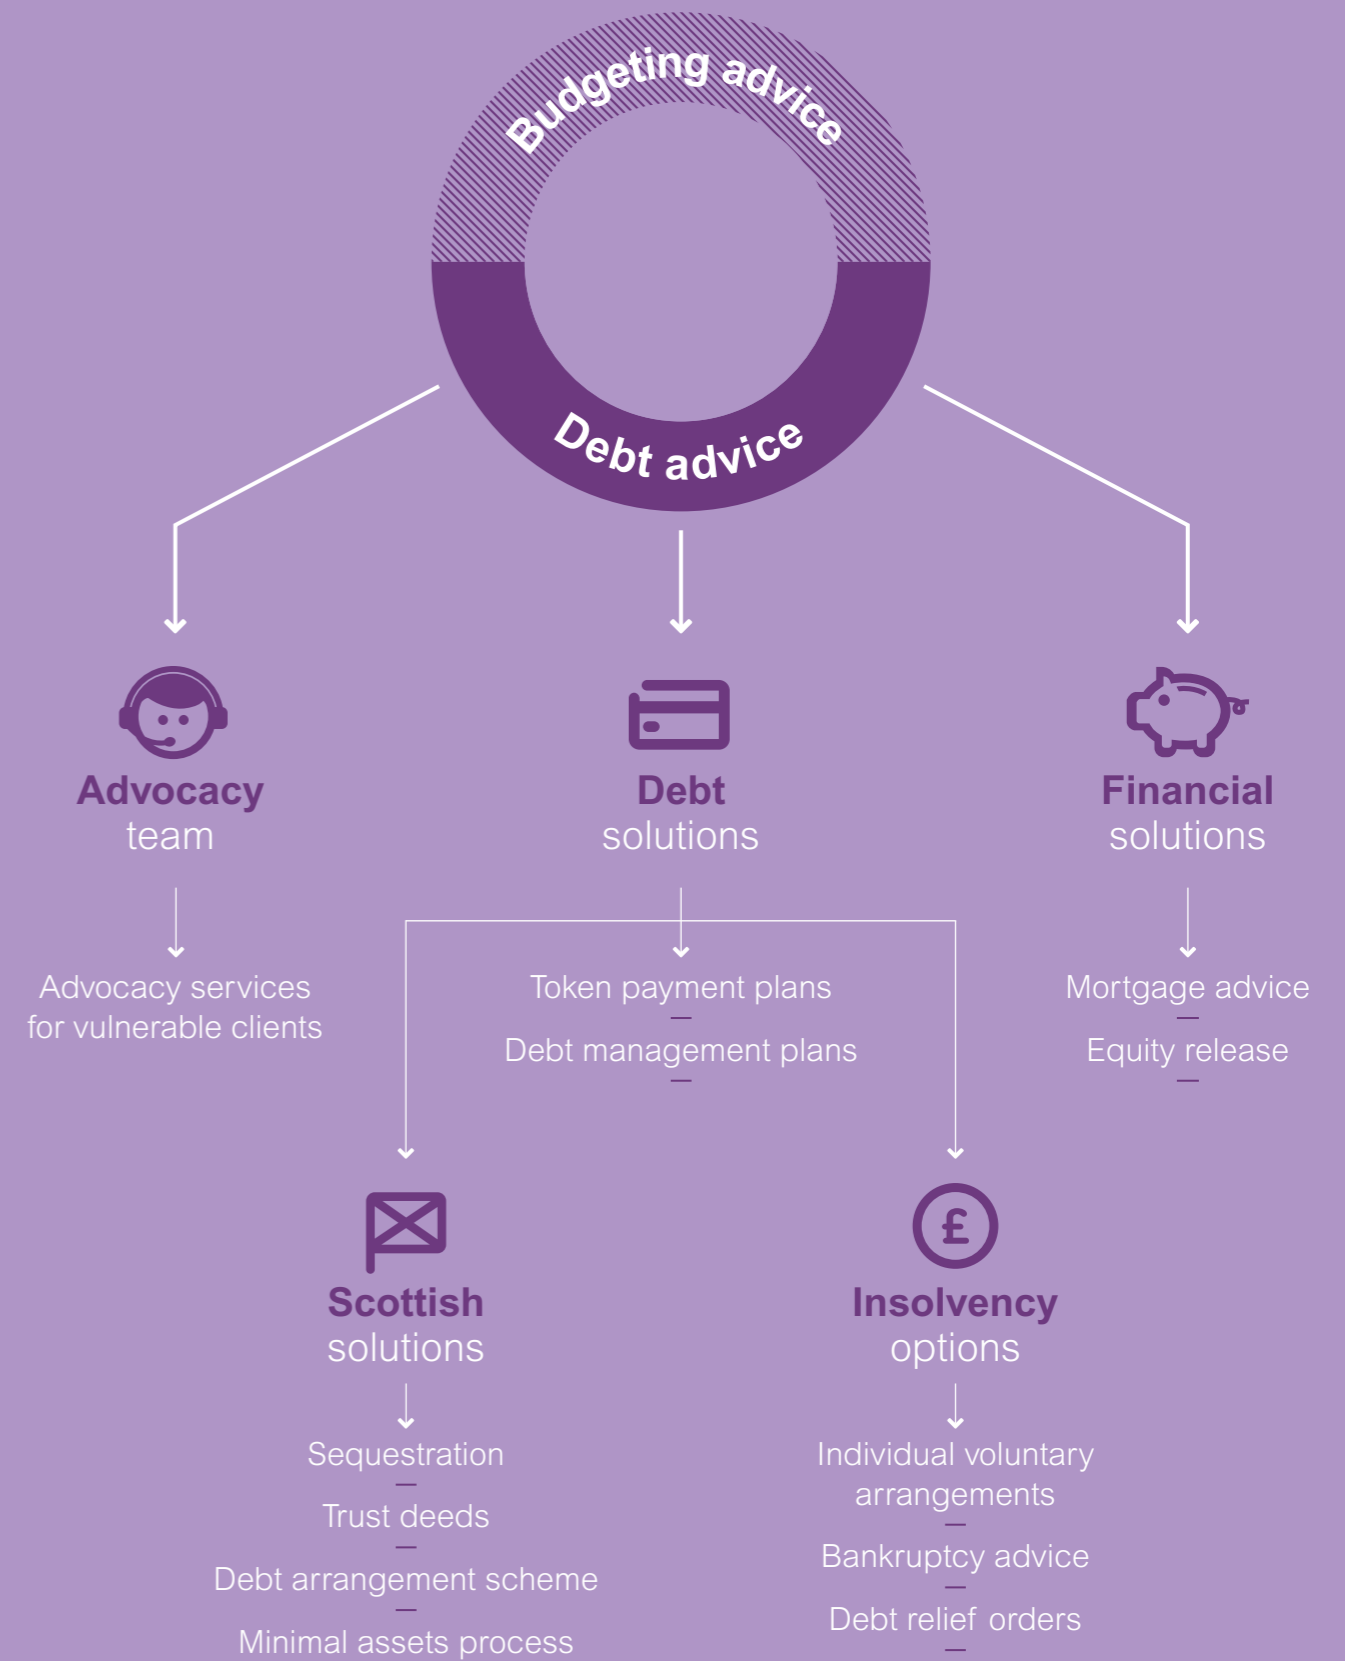 Budgeting advice
Debt advice
Advocacy
team
Debt
solutions
Financial
solutions
Advocacy services
for vulnerable clients
Token payment plans
Debt management plans
Mortgage advice
Equity release
Scottish
solutions
£
Insolvency
options
Sequestration
Trust deeds
Debt arrangement scheme
Minimal assets process
Individual voluntary
arrangements
Bankruptcy advice
Debt relief orders